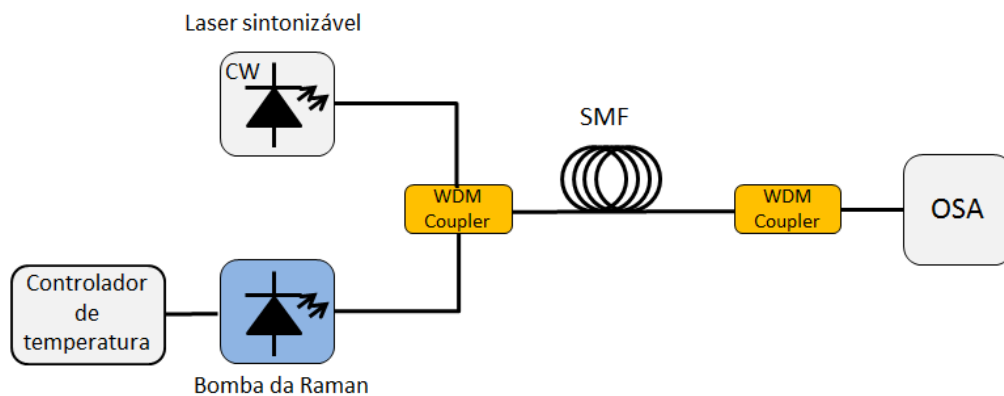 Laser sintonizável
CW
SMF
WDM
Coupler
WDM
Coupler
OSA
Controlador
de
temperatura
Bomba da Raman